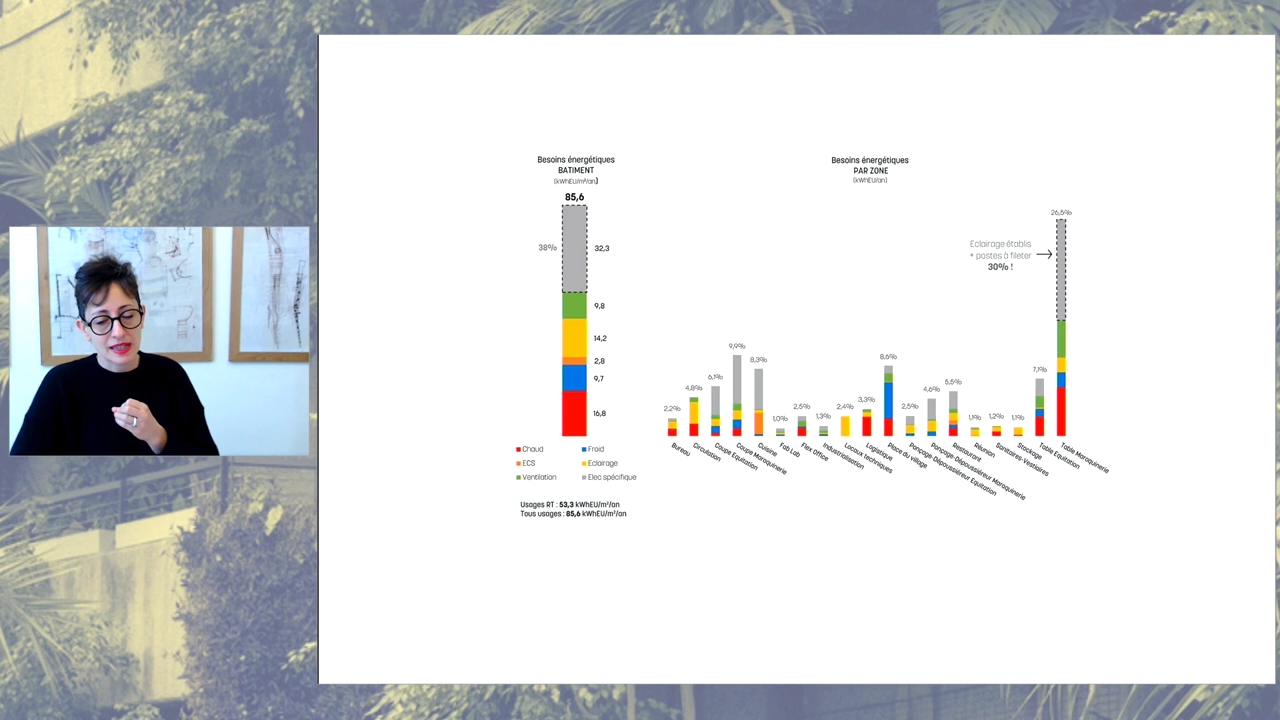 Besoins énergétiques
BATIMENT
(kWhEU/m²/an)
85,6
38%
32,3
9,8
14,2
2,8
9,7
16,8
Chaud
Froid
ECS
Eclairage
Ventilation
Elec spécifique
Usages RT : 53,3 kWhEU/m²/an
Tous usages : 85,6 kWhEU/m²/an
Besoins énergétiques
PAR ZONE
(kWhEU/an)
Eclairage établis
+ postes à fileter
30% !
2,2%
4,8%
6,1%
9,9%
8,3%
1,0%
2,5%
1,3%
2,4%
3,3%
8,6%
2,5%
4,6%
5,5%
1,1%
1,2%
1,1%
7,1%
26,5%
Bureau
Circulation
Coupe Equitation
Coupe Maroquinerie
Cuisine
Fab Lab
Flex Office
Industrialisation
Locaux Techniques
Logistique
Place du village
Ponçage-Dépoussiéreur Equitation
Ponçage-Dépoussiéreur Maroquinerie
Restaurant
Réunion
Sanitaires-Vestiaires
Stockage
Table Equitation
Table Maroquinerie